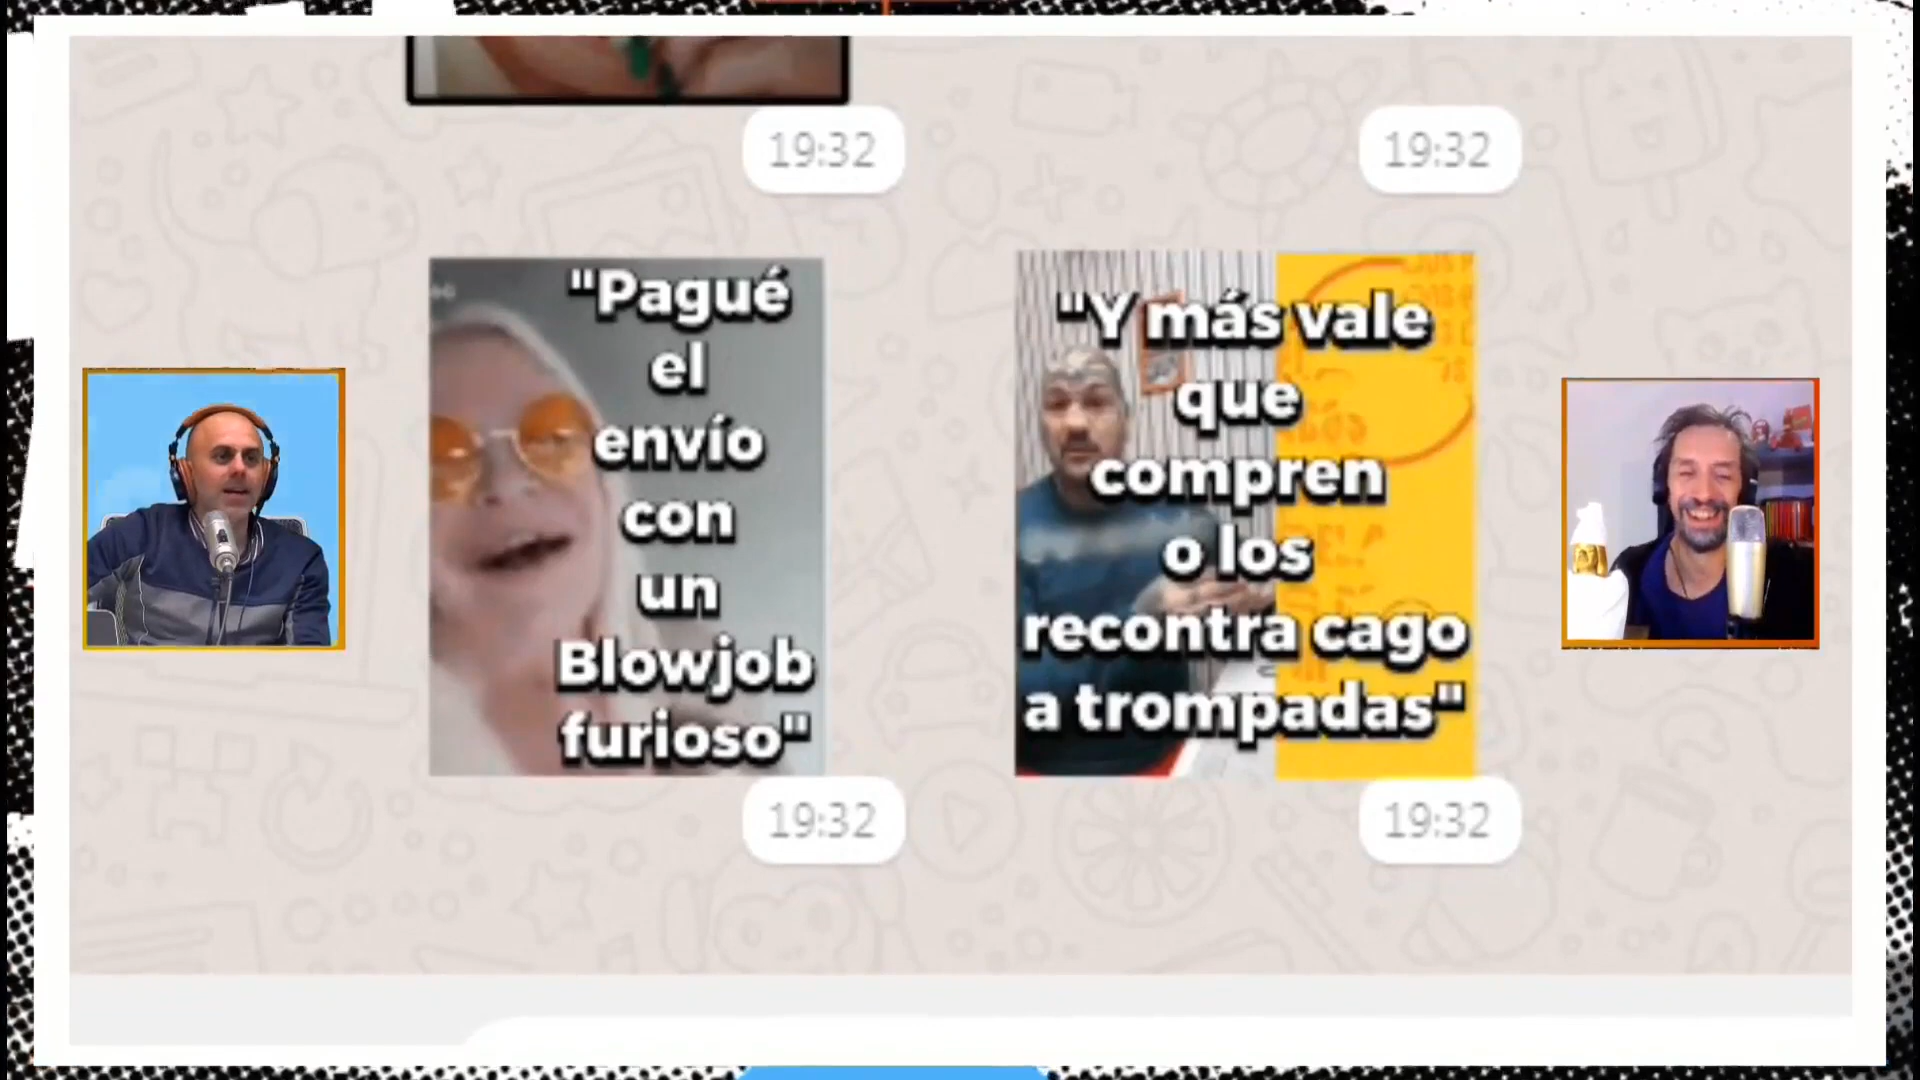 19:32
19:32
"Pagué
el
envío
con
un
Blowjob
furioso"
"Y más vale
que
compren
o los
recontra cago
a trompadas"
19:32
19:32